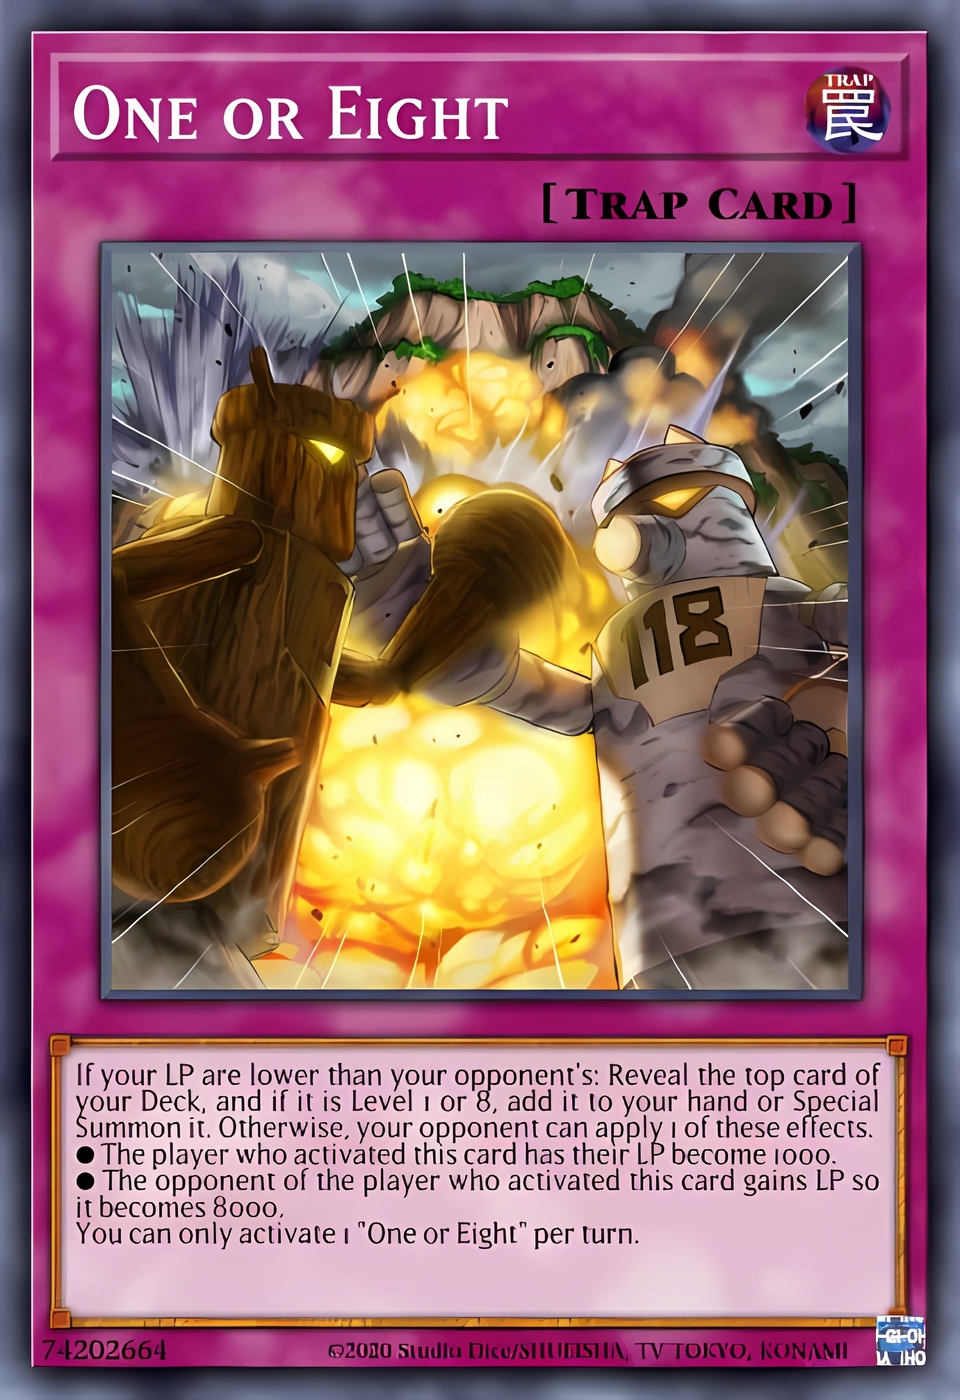 One or Eight
TRAP
罠
[Trap Card]
118
If your LP are lower than your opponent's: Reveal the top card of
your Deck, and if it is Level 1 or 8, add it to your hand or Special
Summon it. Otherwise, your opponent can apply 1 of these effects.
● The player who activated this card has their LP become 1000.
● The opponent of the player who activated this card gains LP so
it becomes 8000.
You can only activate 1 "One or Eight" per turn.
74202664
©2020 Studio Dice/SHUEISHA, TV TOKYO, KONAMI